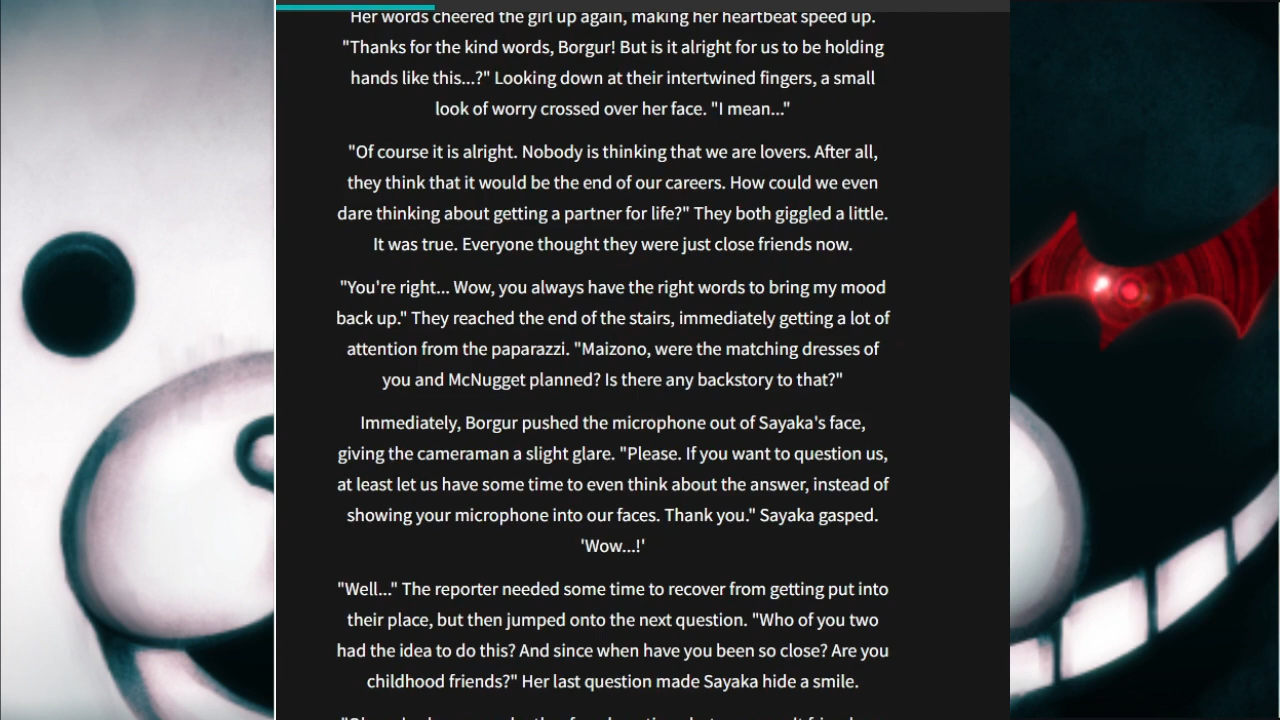 Her words cheered the girl up again, making her heartbeat speed up.
"Thanks for the kind words, Borgur! But is it alright for us to be holding
hands like this...?" Looking down at their intertwined fingers, a small
look of worry crossed over her face. "I mean..."
"Of course it is alright. Nobody is thinking that we are lovers. After all,
they think that it would be the end of our careers. How could we even
dare thinking about getting a partner for life?" They both giggled a little.
It was true. Everyone thought they were just close friends now.
"You're right... Wow, you always have the right words to bring my mood
back up." They reached the end of the stairs, immediately getting a lot of
attention from the paparazzi. "Maizono, were the matching dresses of
you and McNugget planned? Is there any backstory to that?"
Immediately, Borgur pushed the microphone out of Sayaka's face,
giving the cameraman a slight glare. "Please. If you want to question us,
at least let us have some time to even think about the answer, instead of
showing your microphone into our faces. Thank you." Sayaka gasped.
'Wow...!'
"Well..." The reporter needed some time to recover from getting put into
their place, but then jumped onto the next question. "Who of you two
had the idea to do this? And since when have you been so close? Are you
childhood friends?" Her last question made Sayaka hide a smile.